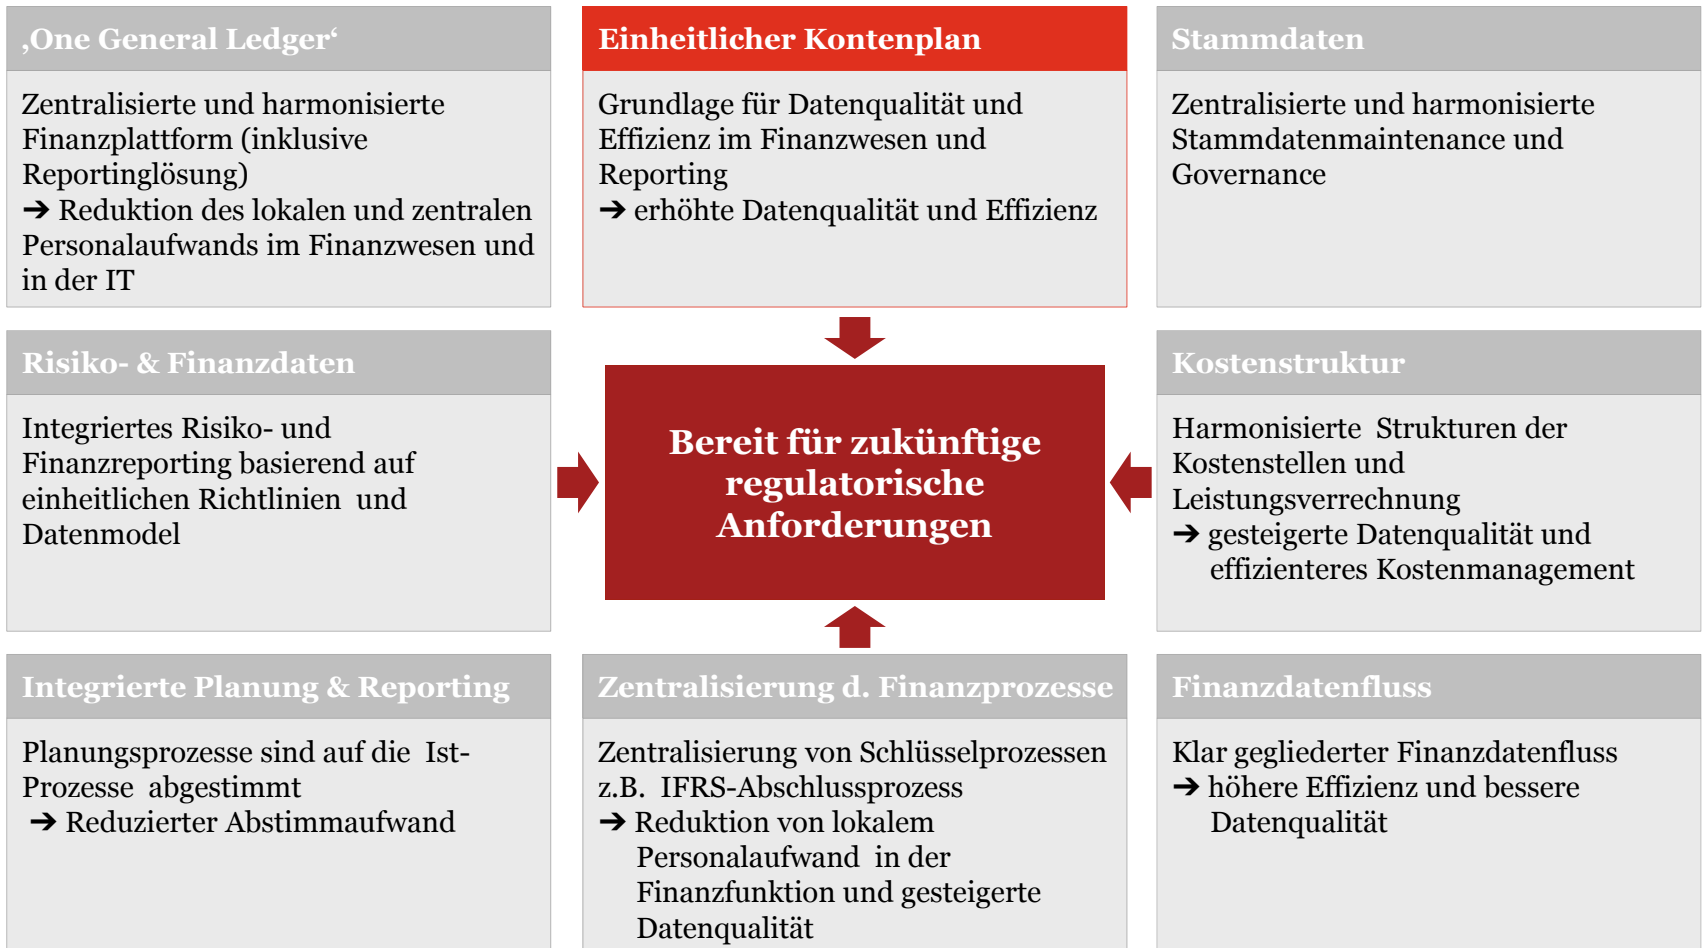 ‚One General Ledger‘
Zentralisierte und harmonisierte
Finanzplattform (inklusive
Reportinglösung)
➔ Reduktion des lokalen und zentralen
Personalaufwands im Finanzwesen und
in der IT
Einheitlicher Kontenplan
Grundlage für Datenqualität und
Effizienz im Finanzwesen und
Reporting
➔ erhöhte Datenqualität und Effizienz
Stammdaten
Zentralisierte und harmonisierte
Stammdatenmaintenance und
Governance
Risiko- & Finanzdaten
Integriertes Risiko- und
Finanzreporting basierend auf
einheitlichen Richtlinien und
Datenmodel
Bereit für zukünftige
regulatorische
Anforderungen
Kostenstruktur
Harmonisierte Strukturen der
Kostenstellen und
Leistungsverrechnung
➔ gesteigerte Datenqualität und
effizienteres Kostenmanagement
Integrierte Planung & Reporting
Planungsprozesse sind auf die Ist-
Prozesse abgestimmt
➔ Reduzierter Abstimmaufwand
Zentralisierung d. Finanzprozesse
Zentralisierung von Schlüsselprozessen
z.B. IFRS-Abschlussprozess
➔ Reduktion von lokalem
Personalaufwand in der
Finanzfunktion und gesteigerte
Datenqualität
Finanzdatenfluss
Klar gegliederter Finanzdatenfluss
➔ höhere Effizienz und bessere
Datenqualität